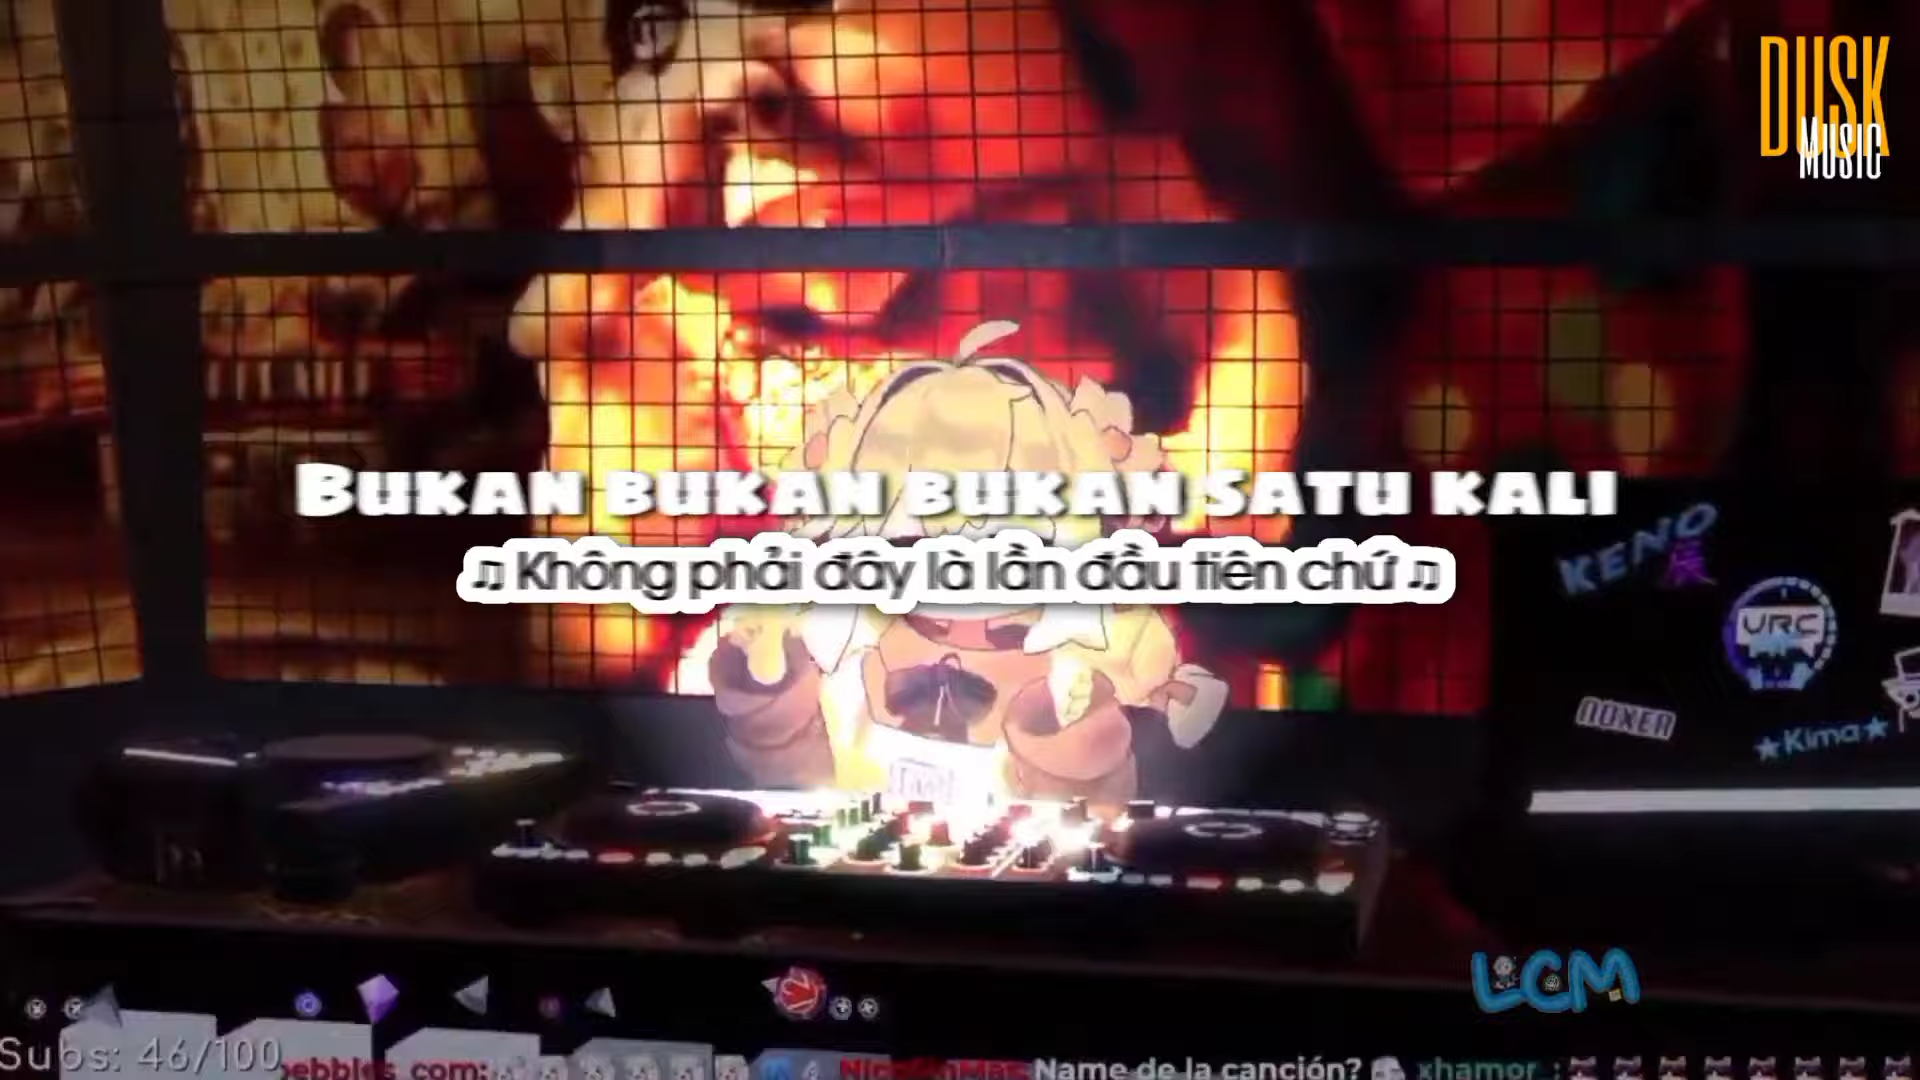 DUSK
MUSIC
BUKAN BUKAN BUKAN SATU KALI
♫ Không phải đây là lần đầu tiên chứ ♫
KENO
VRC
NOXER
★Kima★
LCM
Subs: 46/100
Name de la canción?
xhamor :